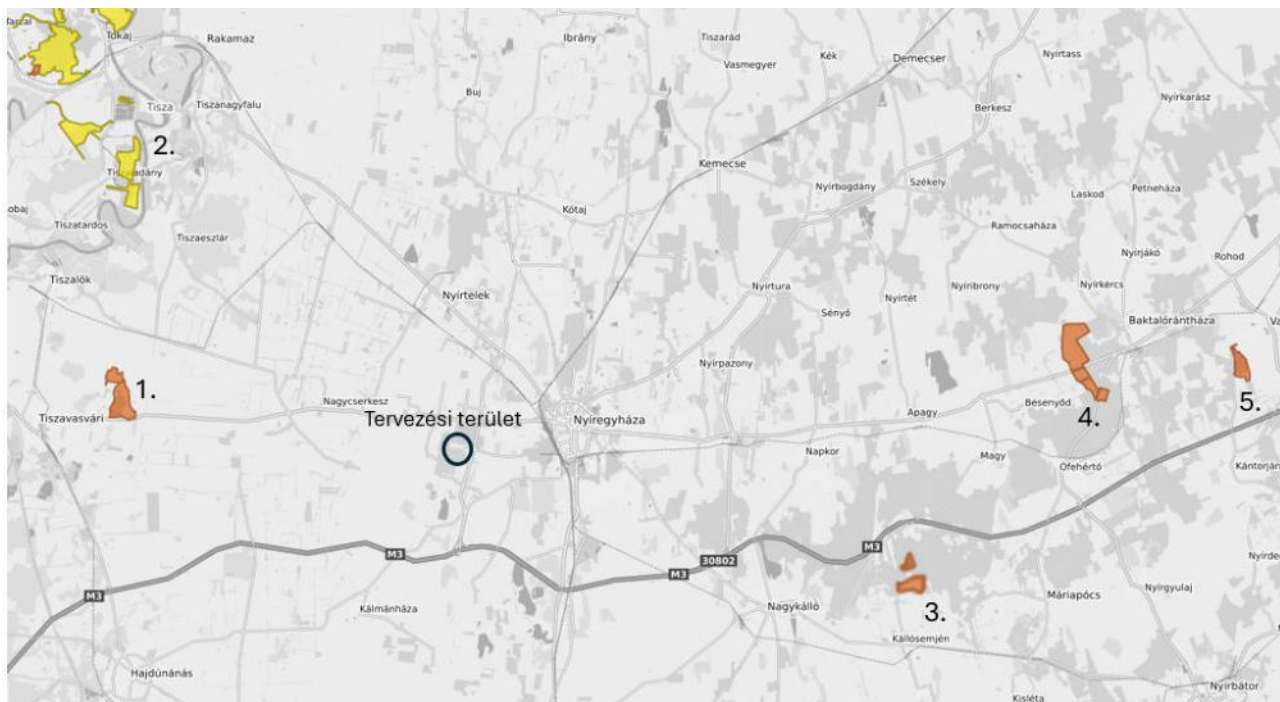 Tokaj
Rakamaz
Ibrány
Tiszarád
Vasmegyer
Kék
Demecser
Nyírtass
Buj
Tisza
Tiszanagyfalu
Berkesz
Nyírkarász
2.
Kemecse
Nyírbogdány
Székely
Laskod
Petneháza
Tiszatardos
Tiszaeszlár
Kótaj
Ramocsaháza
Nyírjákó
Rohod
Tiszalök
Nyírtelek
Nyírtura
Sényő
Nyírtét
Nyíribrony
Nyírkércs
Baktalórántháza
Nyírpazony
1.
Nagycserkesz
Tiszavasvári
Tervezési terület
Nyíregyháza
Apagy
Besenyőd
4.
5.
Napkor
Magy
Ófehértó
M3
M3
M3
30802
M3
Kálmánháza
Nagykálló
3.
Máriapócs
Nyírgyulaj
Kállósemjén
Hajdúnánás
Kisléta
Nyírbátor